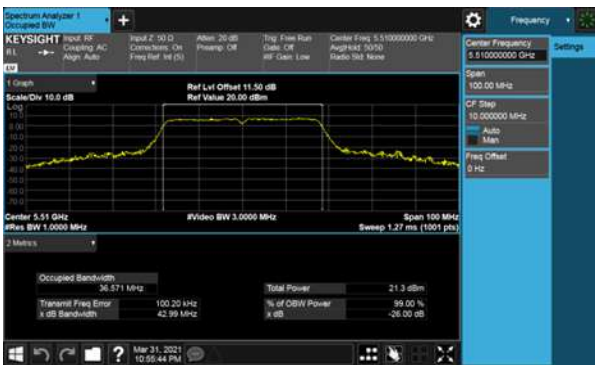 Spectrum Analyzer 1
Occupied BW
+
Frequency
KEYSIGHT Input: RF Input Z: 50 Ω Atten: 20 dB Trig: Free Run Center Freq: 5.510000000 GHz
RL Coupling: AC Corrections: On Preamp: Off Gate: Off Avg|Hold: 50/50
Align: Auto Freq Ref: Int (S) #IF Gain: Low Radio Std: None
Center Frequency
5.510000000 GHz
Settings
Span
100.00 MHz
CF Step
10.000000 MHz
Auto
Man
Freq Offset
0 Hz
1 Graph
Ref Lvl Offset 11.50 dB
Scale/Div 10.0 dB Ref Value 20.00 dBm
Log
10.0
0.00
-10.0
-20.0
-30.0
-40.0
-50.0
-60.0
-70.0
Center 5.51 GHz #Video BW 3.0000 MHz Span 100 MHz
#Res BW 1.0000 MHz Sweep 1.27 ms (1001 pts)
2 Metrics
Occupied Bandwidth
36.571 MHz
Total Power 21.3 dBm
Transmit Freq Error 100.20 kHz % of OBW Power 99.00 %
x dB Bandwidth 42.99 MHz x dB -26.00 dB
?
Mar 31, 2021
10:55:44 PM